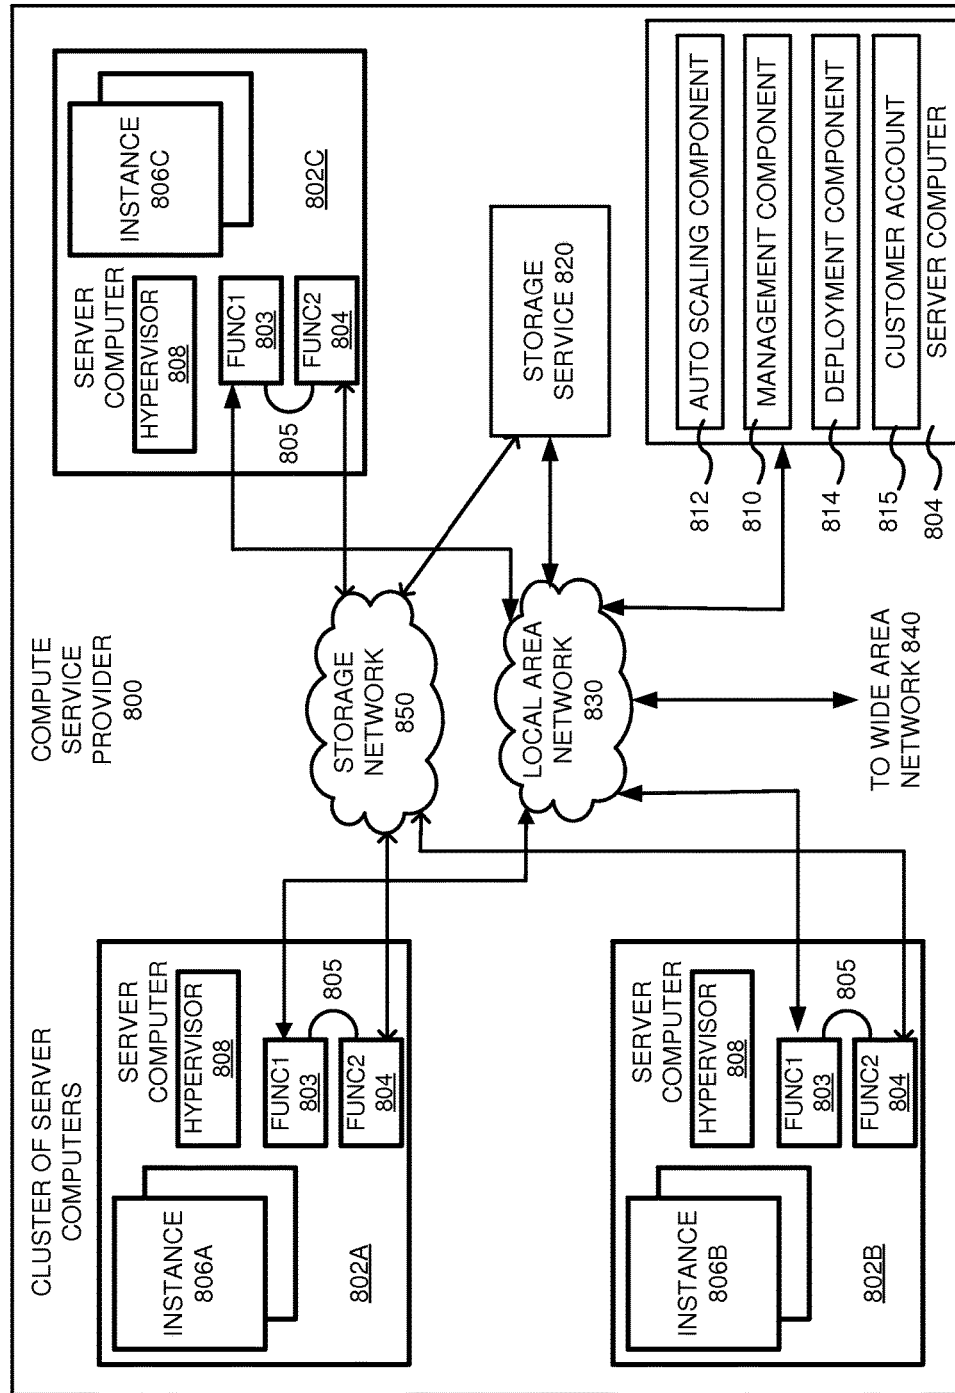 CLUSTER OF SERVER
COMPUTERS
COMPUTE
SERVICE
PROVIDER
800
INSTANCE
806A
802A
SERVER
COMPUTER
HYPERVISOR
808
FUNC1
803
FUNC2
804
805
STORAGE
NETWORK
850
SERVER
COMPUTER
HYPERVISOR
808
FUNC1
803
FUNC2
804
805
INSTANCE
806C
802C
LOCAL AREA
NETWORK
830
STORAGE
SERVICE 820
INSTANCE
806B
802B
SERVER
COMPUTER
HYPERVISOR
808
FUNC1
803
FUNC2
804
805
TO WIDE AREA
NETWORK 840
812
AUTO SCALING COMPONENT
810
MANAGEMENT COMPONENT
814
DEPLOYMENT COMPONENT
815
CUSTOMER ACCOUNT
804
SERVER COMPUTER